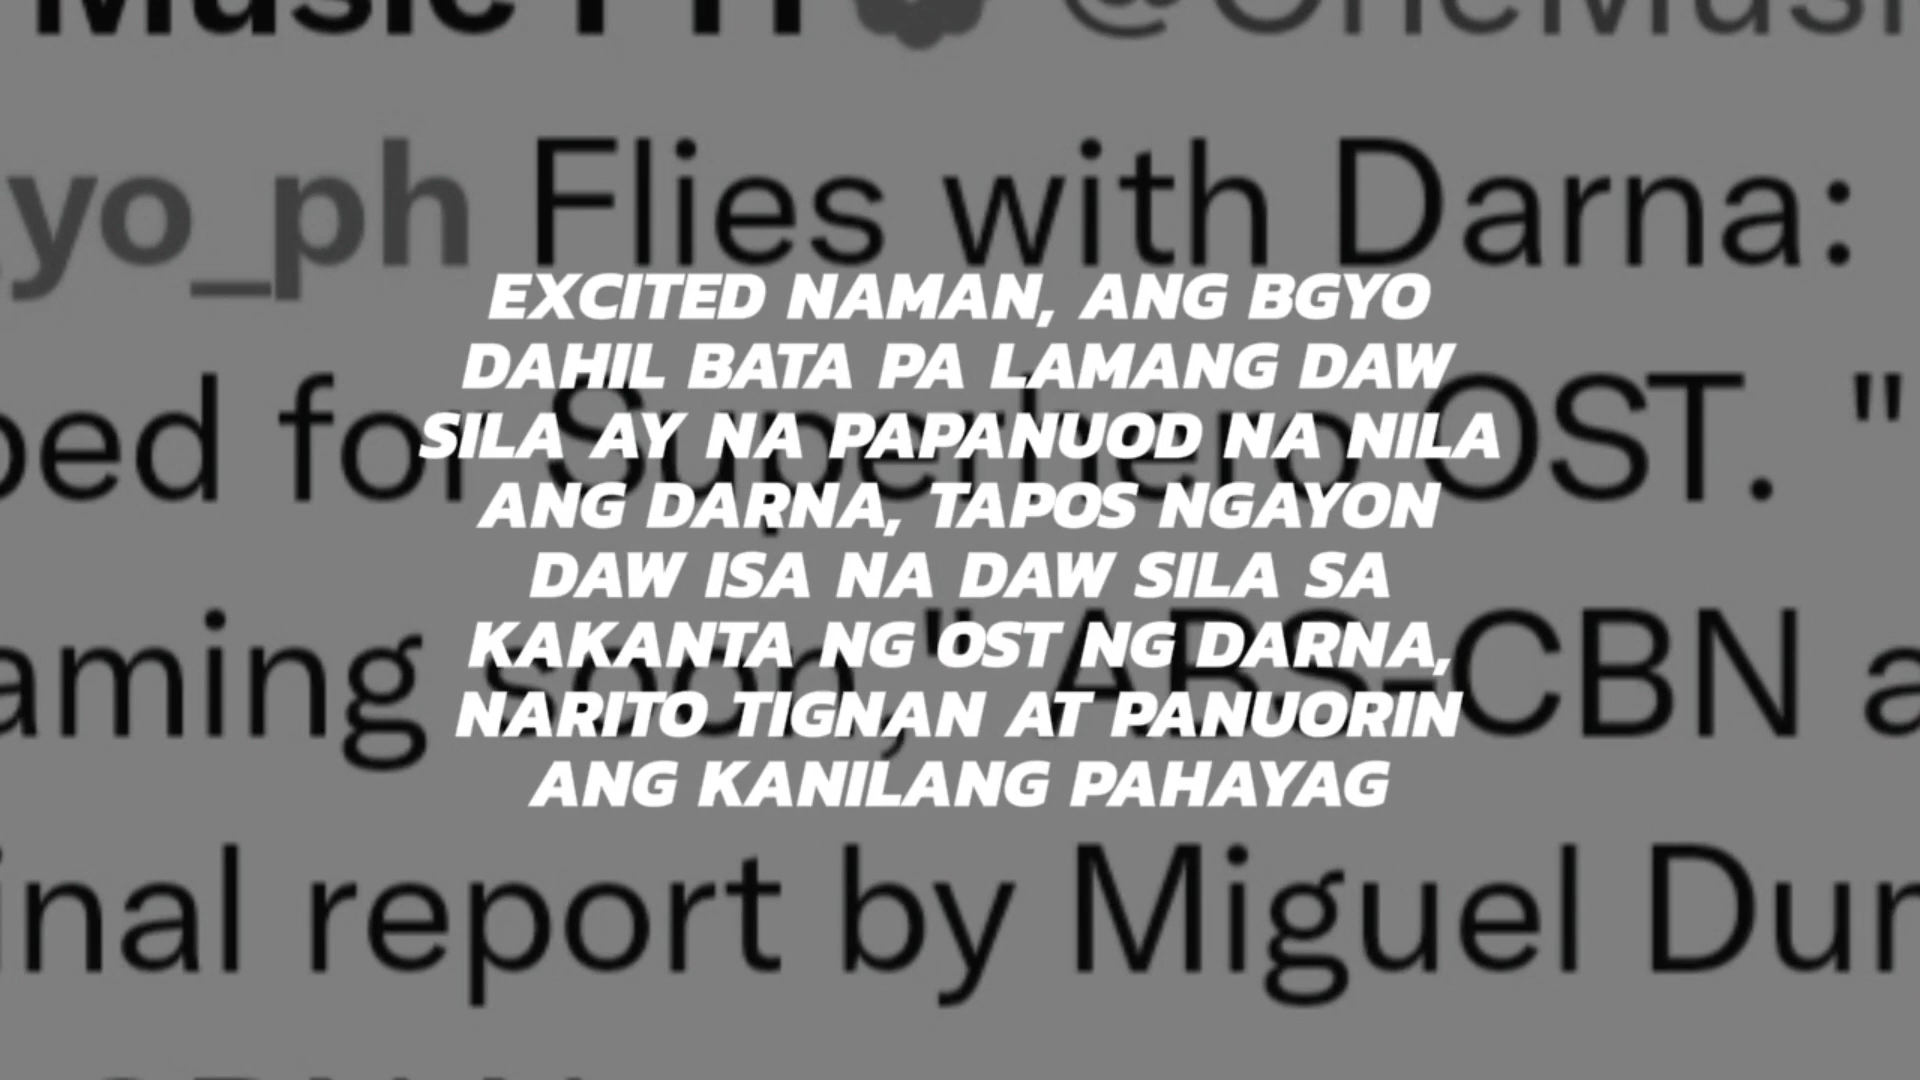 Music PH @OneMusi
yo_ph Flies with Darna:
EXCITED NAMAN, ANG BGYO
DAHIL BATA PA LAMANG DAW
ped for Superhero OST. "
SILA AY NA PAPANUOD NA NILA
ANG DARNA, TAPOS NGAYON
DAW ISA NA DAW SILA SA
KAKANTA NG OST NG DARNA,
aming soon," ABS-CBN a
NARITO TIGNAN AT PANUORIN
ANG KANILANG PAHAYAG
inal report by Miguel Dum